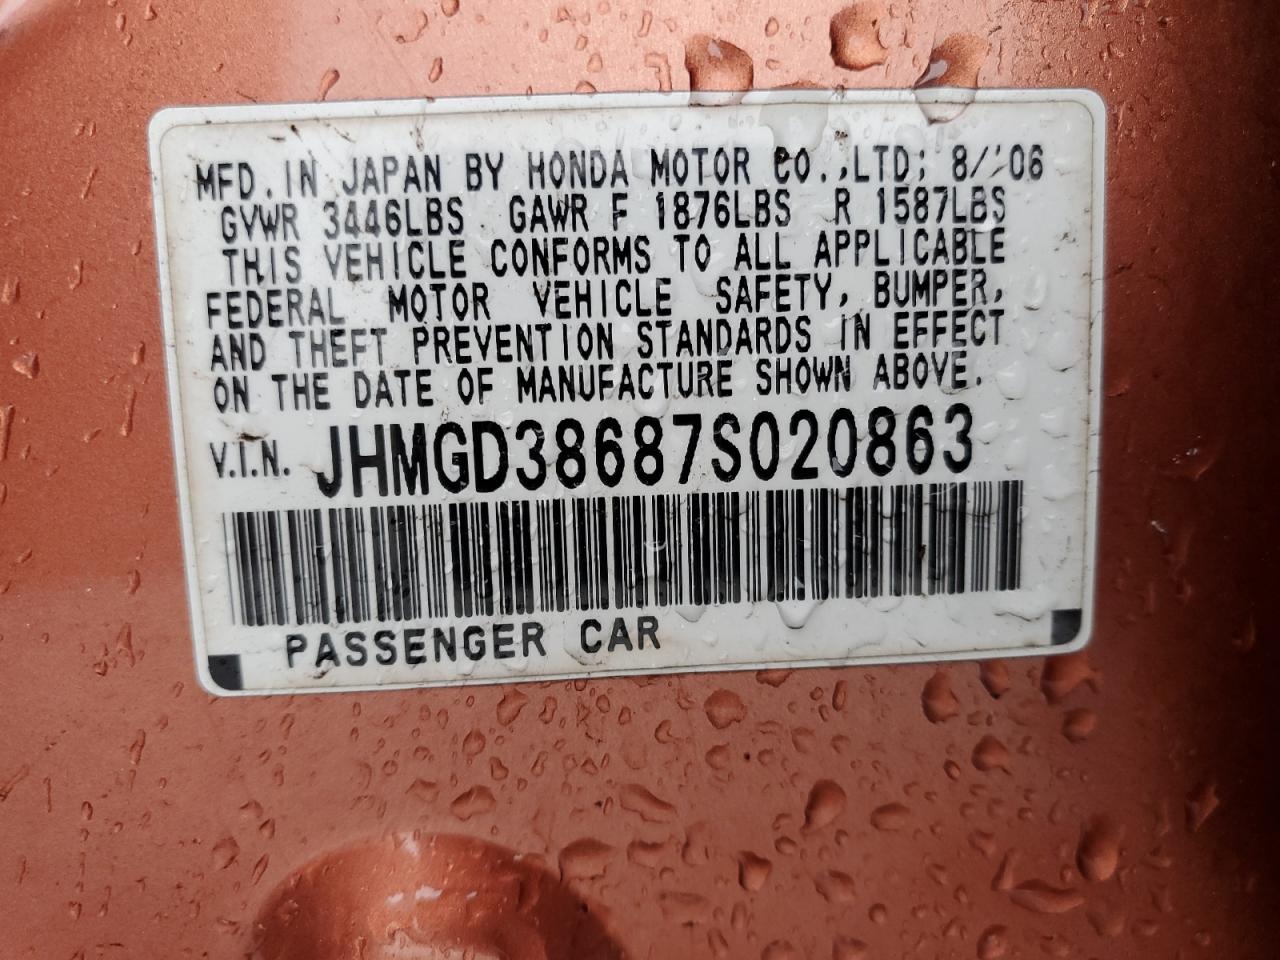 MFD. IN JAPAN BY HONDA MOTOR CO.,LTD; 8/'06
GVWR 3446LBS GAWR F 1876LBS R 1587LBS
THIS VEHICLE CONFORMS TO ALL APPLICABLE
FEDERAL MOTOR VEHICLE SAFETY, BUMPER,
AND THEFT PREVENTION STANDARDS IN EFFECT
ON THE DATE OF MANUFACTURE SHOWN ABOVE.
V.I.N. JHMGD38687S020863
PASSENGER CAR